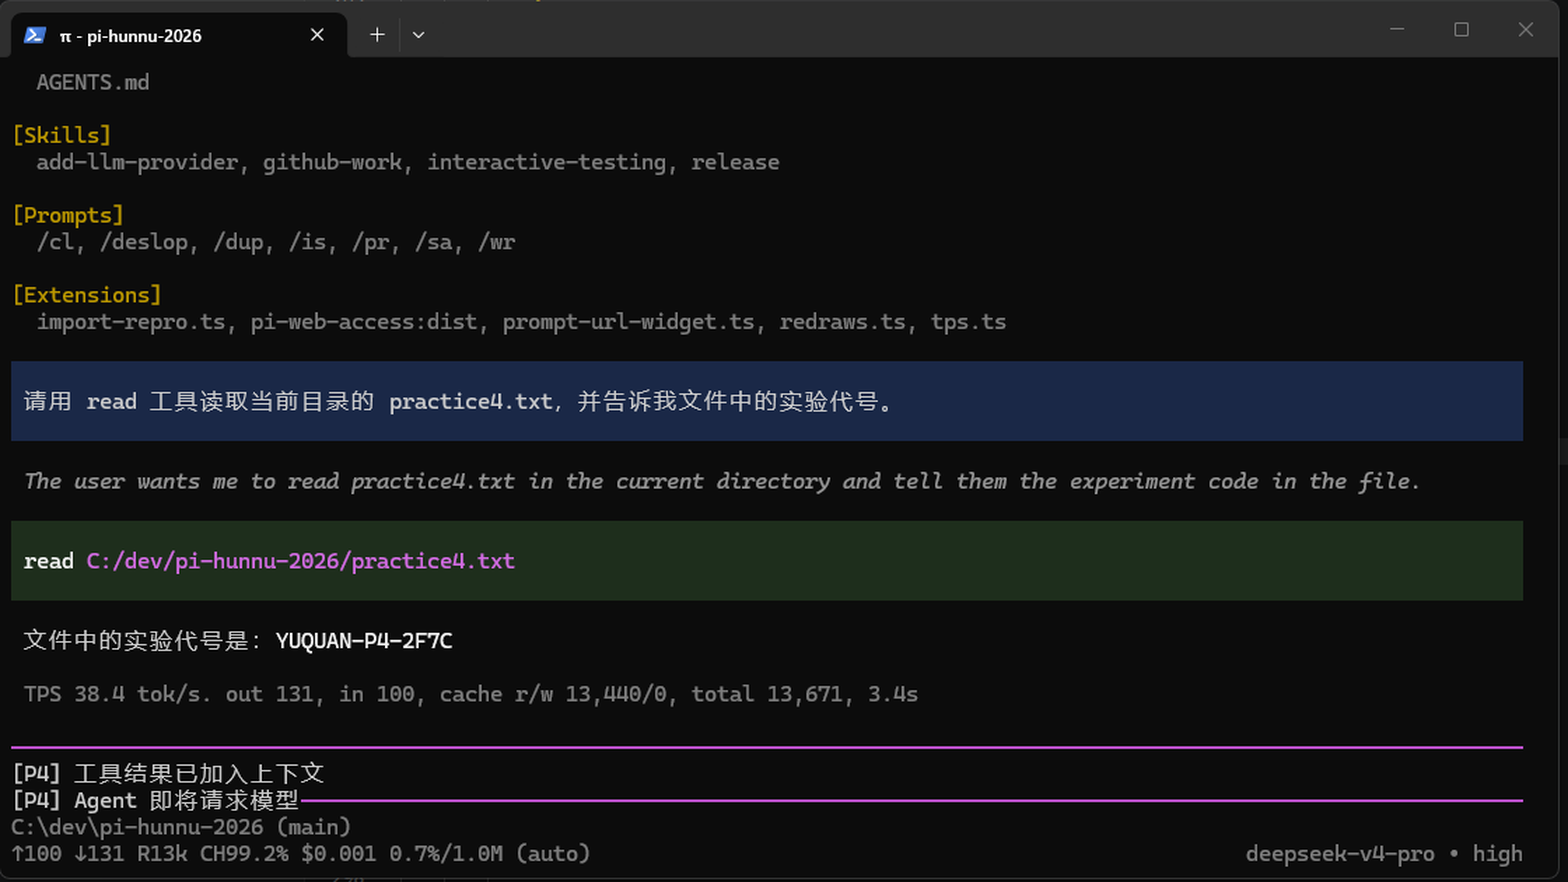 π - pi-hunnu-2026
AGENTS.md
[Skills]
add-llm-provider, github-work, interactive-testing, release
[Prompts]
/cl, /deslop, /dup, /is, /pr, /sa, /wr
[Extensions]
import-repro.ts, pi-web-access:dist, prompt-url-widget.ts, redraws.ts, tps.ts
请用 read 工具读取当前目录的 practice4.txt，并告诉我文件中的实验代号。
The user wants me to read practice4.txt in the current directory and tell them the experiment code in the file.
read C:/dev/pi-hunnu-2026/practice4.txt
文件中的实验代号是：YUQUAN-P4-2F7C
TPS 38.4 tok/s. out 131, in 100, cache r/w 13,440/0, total 13,671, 3.4s
[P4] 工具结果已加入上下文
[P4] Agent 即将请求模型
C:\dev\pi-hunnu-2026 (main)
↑100 ↓131 R13k CH99.2% $0.001 0.7%/1.0M (auto) deepseek-v4-pro • high